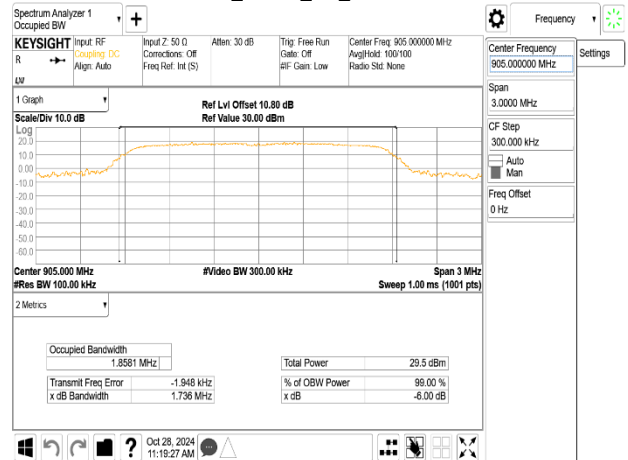 Spectrum Analyzer 1
Occupied BW
+
Frequency
KEYSIGHT
R
Input: RF
Coupling: DC
Align: Auto
Input Z: 50 Ω
Corrections: Off
Freq Ref: Int (S)
Atten: 30 dB
Trig: Free Run
Gate: Off
#IF Gain: Low
Center Freq: 905.000000 MHz
Avg|Hold: 100/100
Radio Std: None
Center Frequency
905.000000 MHz
Settings
Span
3.0000 MHz
CF Step
300.000 kHz
Auto
Man
Freq Offset
0 Hz
1 Graph
Ref Lvl Offset 10.80 dB
Scale/Div 10.0 dB
Ref Value 30.00 dBm
Log
20.0
10.0
0.00
-10.0
-20.0
-30.0
-40.0
-50.0
-60.0
Center 905.000 MHz
#Video BW 300.00 kHz
Span 3 MHz
#Res BW 100.00 kHz
Sweep 1.00 ms (1001 pts)
2 Metrics
Occupied Bandwidth
1.8581 MHz
Total Power 29.5 dBm
Transmit Freq Error -1.948 kHz
% of OBW Power 99.00 %
x dB Bandwidth 1.736 MHz
x dB -6.00 dB
?
Oct 28, 2024
11:19:27 AM